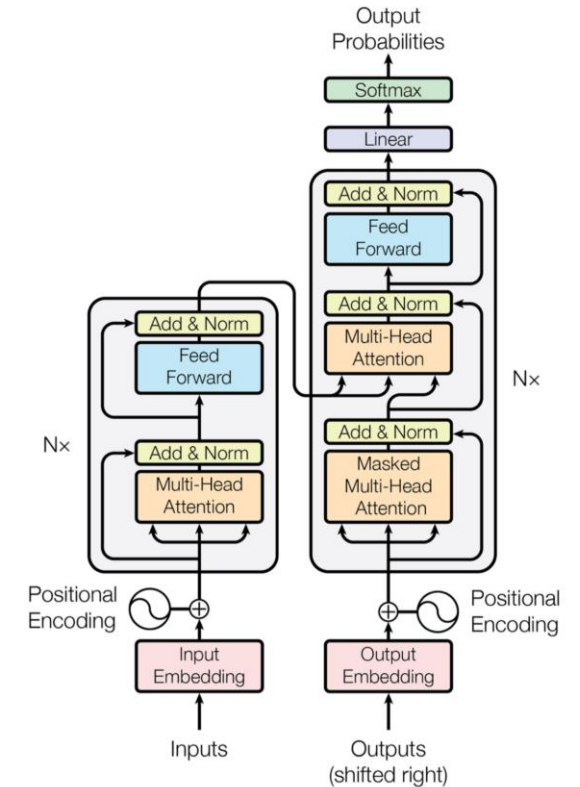 Output
Probabilities
Softmax
Linear
Add & Norm
Feed
Forward
Add & Norm
Multi-Head
Attention
Add & Norm
Masked
Multi-Head
Attention
Nx
Add & Norm
Feed
Forward
Add & Norm
Multi-Head
Attention
N×
Positional
Encoding
Positional
Encoding
Input
Embedding
Output
Embedding
Inputs
Outputs
(shifted right)